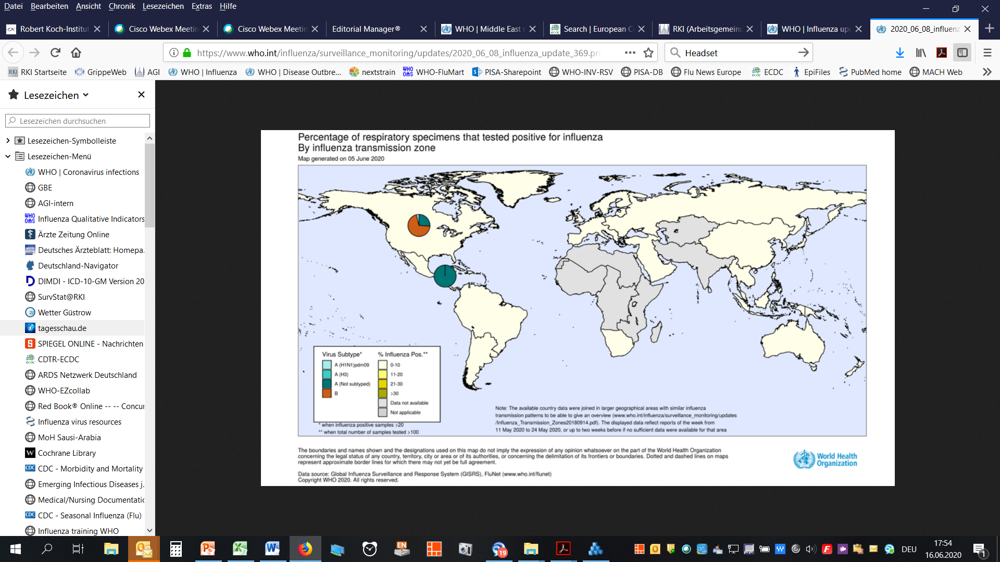 Datei Bearbeiten Ansicht Chronik Lesezeichen Extras Hilfe
Robert Koch-Institut
Cisco Webex Meetin
Cisco Webex Meetin
Editorial Manager®
WHO | Middle East r
Search | European C
RKI (Arbeitsgemeins
WHO | Influenza up
2020_06_08_influenz
https://www.who.int/influenza/surveillance_monitoring/updates/2020_06_08_influenza_update_369.pn
Headset
RKI Startseite
GrippeWeb
AGI
WHO | Influenza
WHO | Disease Outbre...
nextstrain
WHO-FluMart
PISA-Sharepoint
WHO-INV-RSV
PISA-DB
Flu News Europe
ECDC
EpiFiles
PubMed home
MACH Web
Lesezeichen
Lesezeichen durchsuchen
Lesezeichen-Symbolleiste
Lesezeichen-Menü
WHO | Coronavirus infections
GBE
AGI-intern
Influenza Qualitative Indicators
Ärzte Zeitung Online
Deutsches Ärzteblatt: Homepa.
Deutschland-Navigator
DIMDI - ICD-10-GM Version 20
SurvStat@RKI
Wetter Güstrow
tagesschau.de
SPIEGEL ONLINE - Nachrichten
CDTR-ECDC
ARDS Netzwerk Deutschland
WHO-EZcollab
Red Book® Online -- -- Concur
Influenza virus resources
MoH Sausi-Arabia
Cochrane Library
CDC - Morbidity and Mortality
Emerging Infectious Diseases j.
Medical/Nursing Documentatic
CDC - Seasonal Influenza (Flu)
Influenza training WHO
Percentage of respiratory specimens that tested positive for influenza
By influenza transmission zone
Map generated on 05 June 2020
Virus Subtype*
A (H1N1)pdm09
A (H3)
A (Not subtyped)
B
% Influenza Pos.**
0-10
11-20
21-30
>30
Data not available
Not applicable
* when influenza positive samples >20
** when total number of samples tested >100
Note: The available country data were joined in larger geographical areas with similar influenza
transmission patterns to be able to give an overview (www.who.int/influenza/surveillance_monitoring/updates
/Influenza_Transmission_Zones20180914.pdf). The displayed data reflect reports of the week from
11 May 2020 to 24 May 2020, or up to two weeks before if no sufficient data were available for that area
The boundaries and names shown and the designations used on this map do not imply the expression of any opinion whatsoever on the part of the World Health Organization
concerning the legal status of any country, territory, city or area or of its authorities, or concerning the delimitation of its frontiers or boundaries. Dotted and dashed lines on maps
represent approximate border lines for which there may not yet be full agreement.
Data source: Global Influenza Surveillance and Response System (GISRS), FluNet (www.who.int/flunet)
Copyright WHO 2020. All rights reserved.
World Health
Organization
EN
19
DEU
17:54
16.06.2020
1